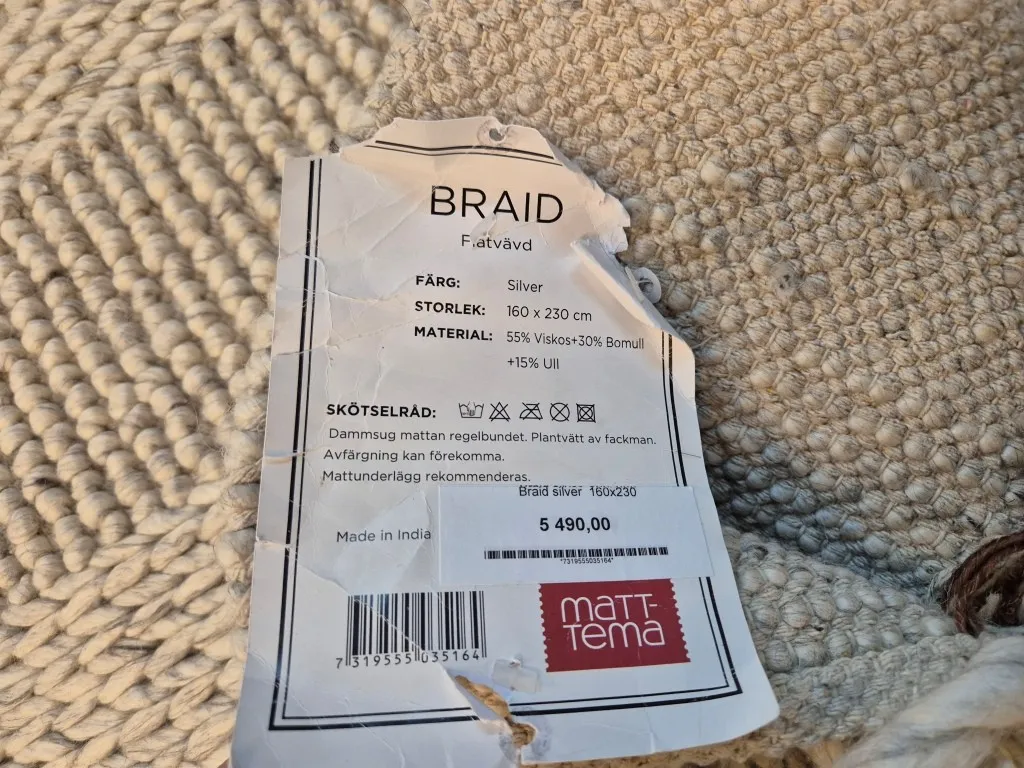 BRAID
Flatvävd
FÄRG: Silver
STORLEK: 160 x 230 cm
MATERIAL: 55% Viskos+30% Bomull
+15% Ull
SKÖTSELRÅD:
Dammsug mattan regelbundet. Plantvätt av fackman.
Avfärgning kan förekomma.
Mattunderlägg rekommenderas.
Braid silver 160x230
5 490,00
*7319555035164*
Made in India
7 319555 035164
MATT-
TEMA